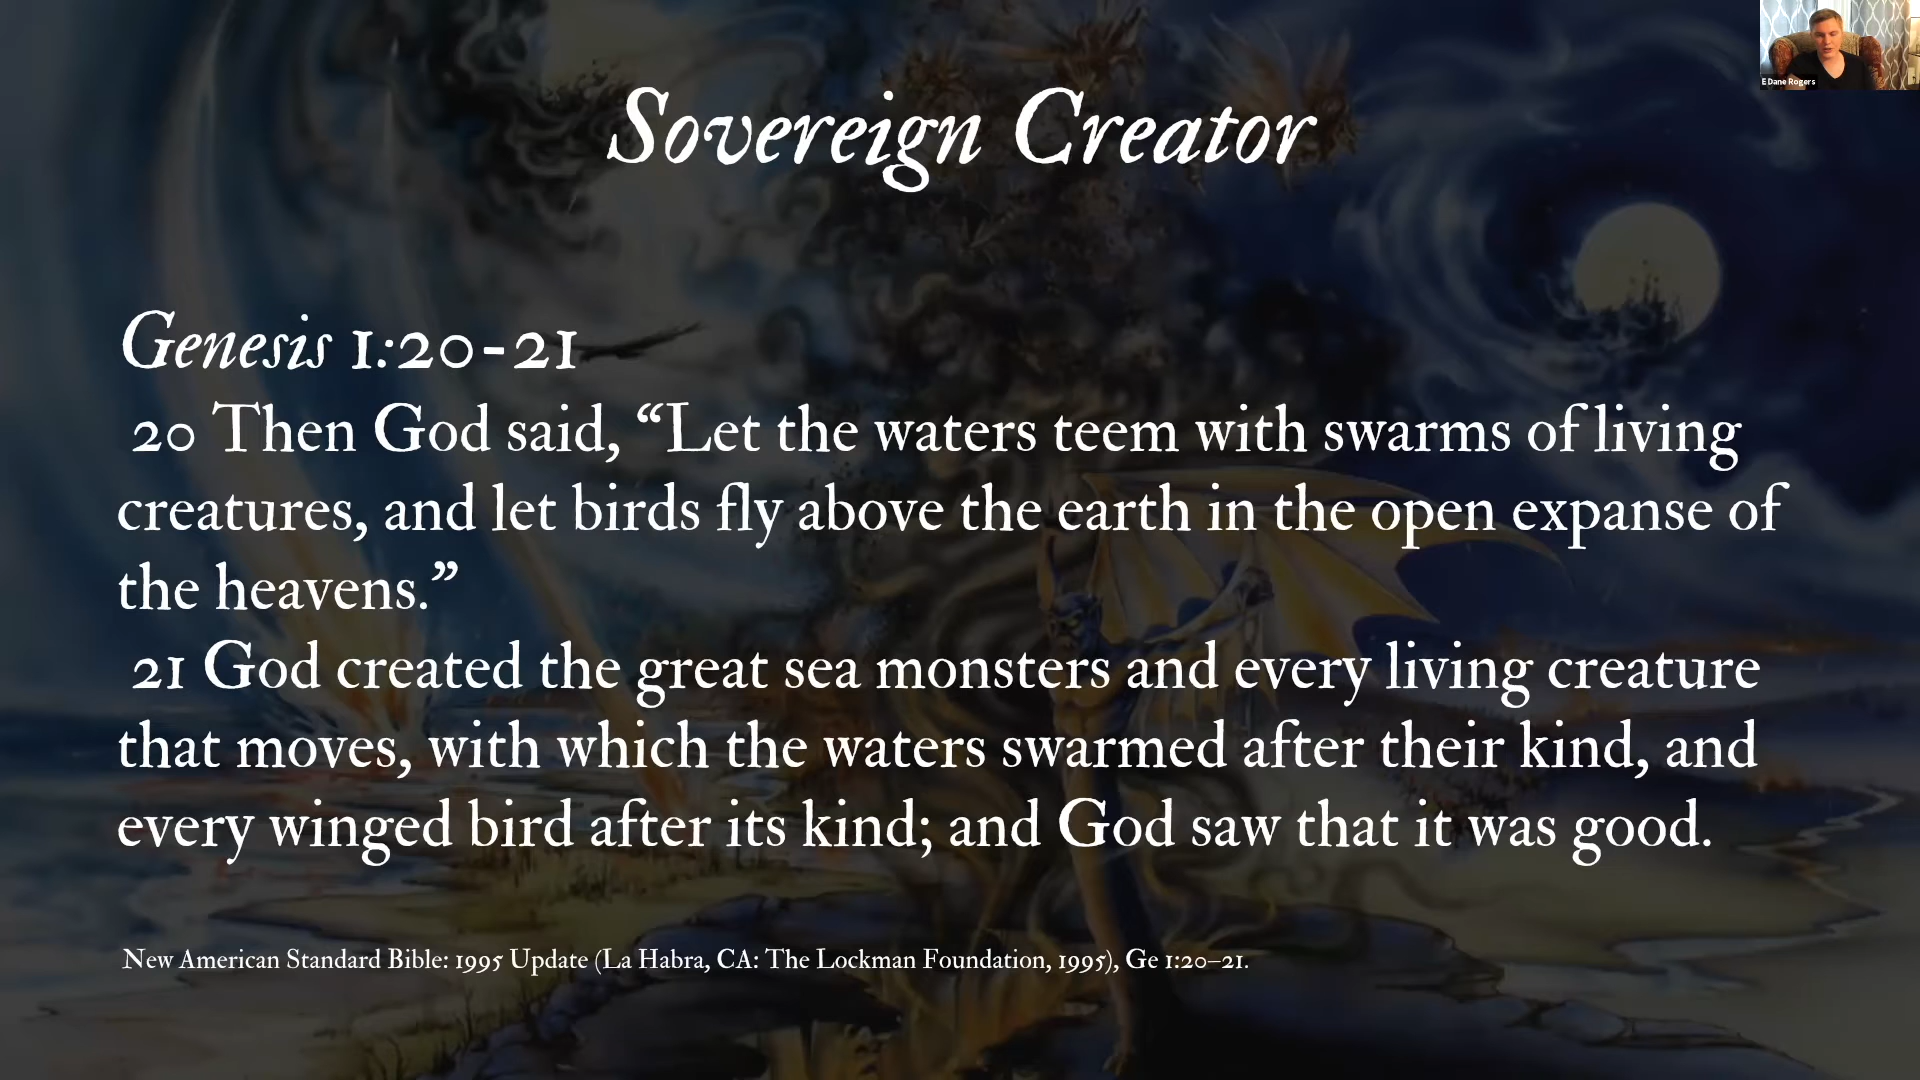 E Dane Rogers
Sovereign Creator
Genesis 1:20-21
20 Then God said, “Let the waters teem with swarms of living
creatures, and let birds fly above the earth in the open expanse of
the heavens.”
21 God created the great sea monsters and every living creature
that moves, with which the waters swarmed after their kind, and
every winged bird after its kind; and God saw that it was good.
New American Standard Bible: 1995 Update (La Habra, CA: The Lockman Foundation, 1995), Ge 1:20–21.